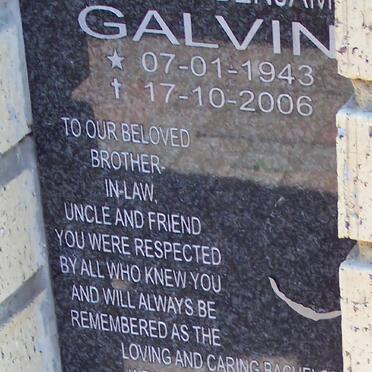 GALVIN
★ 07-01-1943
✝ 17-10-2006
TO OUR BELOVED
BROTHER-
IN-LAW,
UNCLE AND FRIEND
YOU WERE RESPECTED
BY ALL WHO KNEW YOU
AND WILL ALWAYS BE
REMEMBERED AS THE
LOVING AND CARING